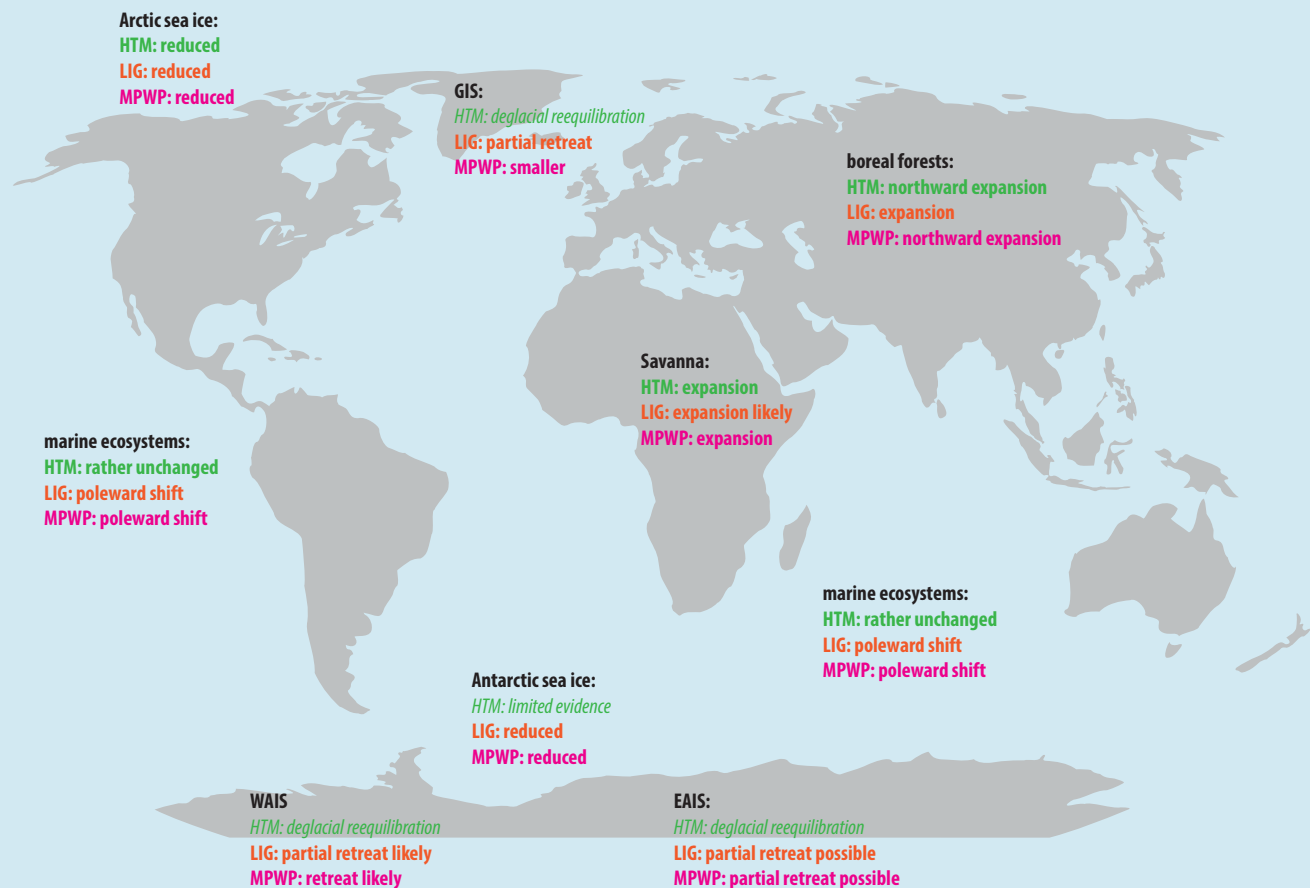 Arctic sea ice:
HTM: reduced
LIG: reduced
MPWP: reduced
GIS:
HTM: deglacial reequilibration
LIG: partial retreat
MPWP: smaller
boreal forests:
HTM: northward expansion
LIG: expansion
MPWP: northward expansion
Savanna:
HTM: expansion
LIG: expansion likely
MPWP: expansion
marine ecosystems:
HTM: rather unchanged
LIG: poleward shift
MPWP: poleward shift
marine ecosystems:
HTM: rather unchanged
LIG: poleward shift
MPWP: poleward shift
Antarctic sea ice:
HTM: limited evidence
LIG: reduced
MPWP: reduced
WAIS
HTM: deglacial reequilibration
LIG: partial retreat likely
MPWP: retreat likely
EAIS:
HTM: deglacial reequilibration
LIG: partial retreat possible
MPWP: partial retreat possible